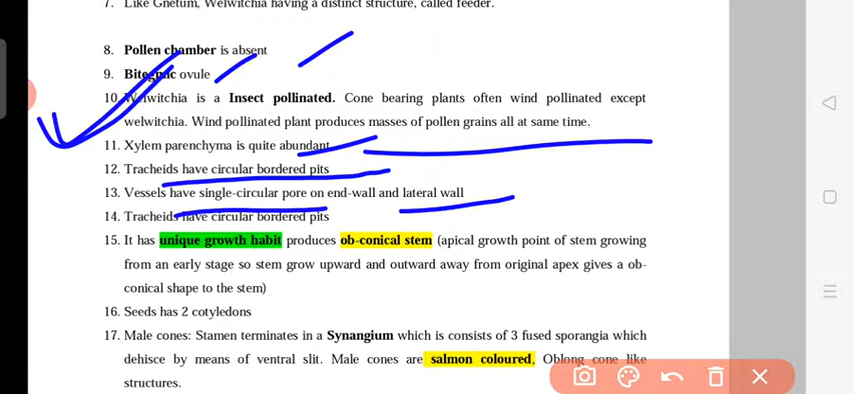 7. Like Gnetum, Welwitchia having a distinct structure, called feeder.
8. Pollen chamber is absent
9. Bitegmic ovule
10. Welwitchia is a Insect pollinated. Cone bearing plants often wind pollinated except
welwitchia. Wind pollinated plant produces masses of pollen grains all at same time.
11. Xylem parenchyma is quite abundant
12. Tracheids have circular bordered pits
13. Vessels have single-circular pore on end-wall and lateral wall
14. Tracheids have circular bordered pits
15. It has unique growth habit produces ob-conical stem (apical growth point of stem growing
from an early stage so stem grow upward and outward away from original apex gives a ob-
conical shape to the stem)
16. Seeds has 2 cotyledons
17. Male cones: Stamen terminates in a Synangium which is consists of 3 fused sporangia which
dehisce by means of ventral slit. Male cones are salmon coloured, Oblong cone like
structures.